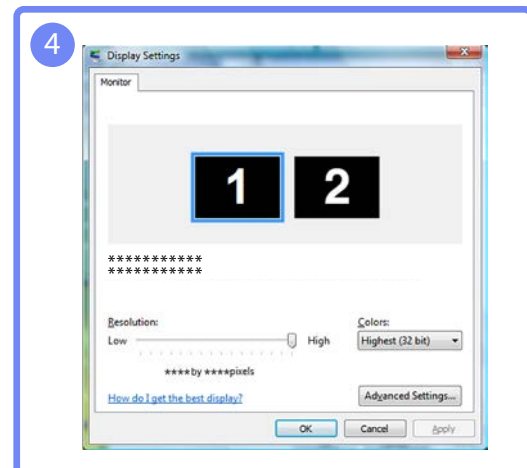 4
Display Settings
Monitor
1 2
***********
***********
Resolution:
Colors:
Low High
Highest (32 bit)
****by ****pixels
How do I get the best display?
Advanced Settings...
OK Cancel Apply